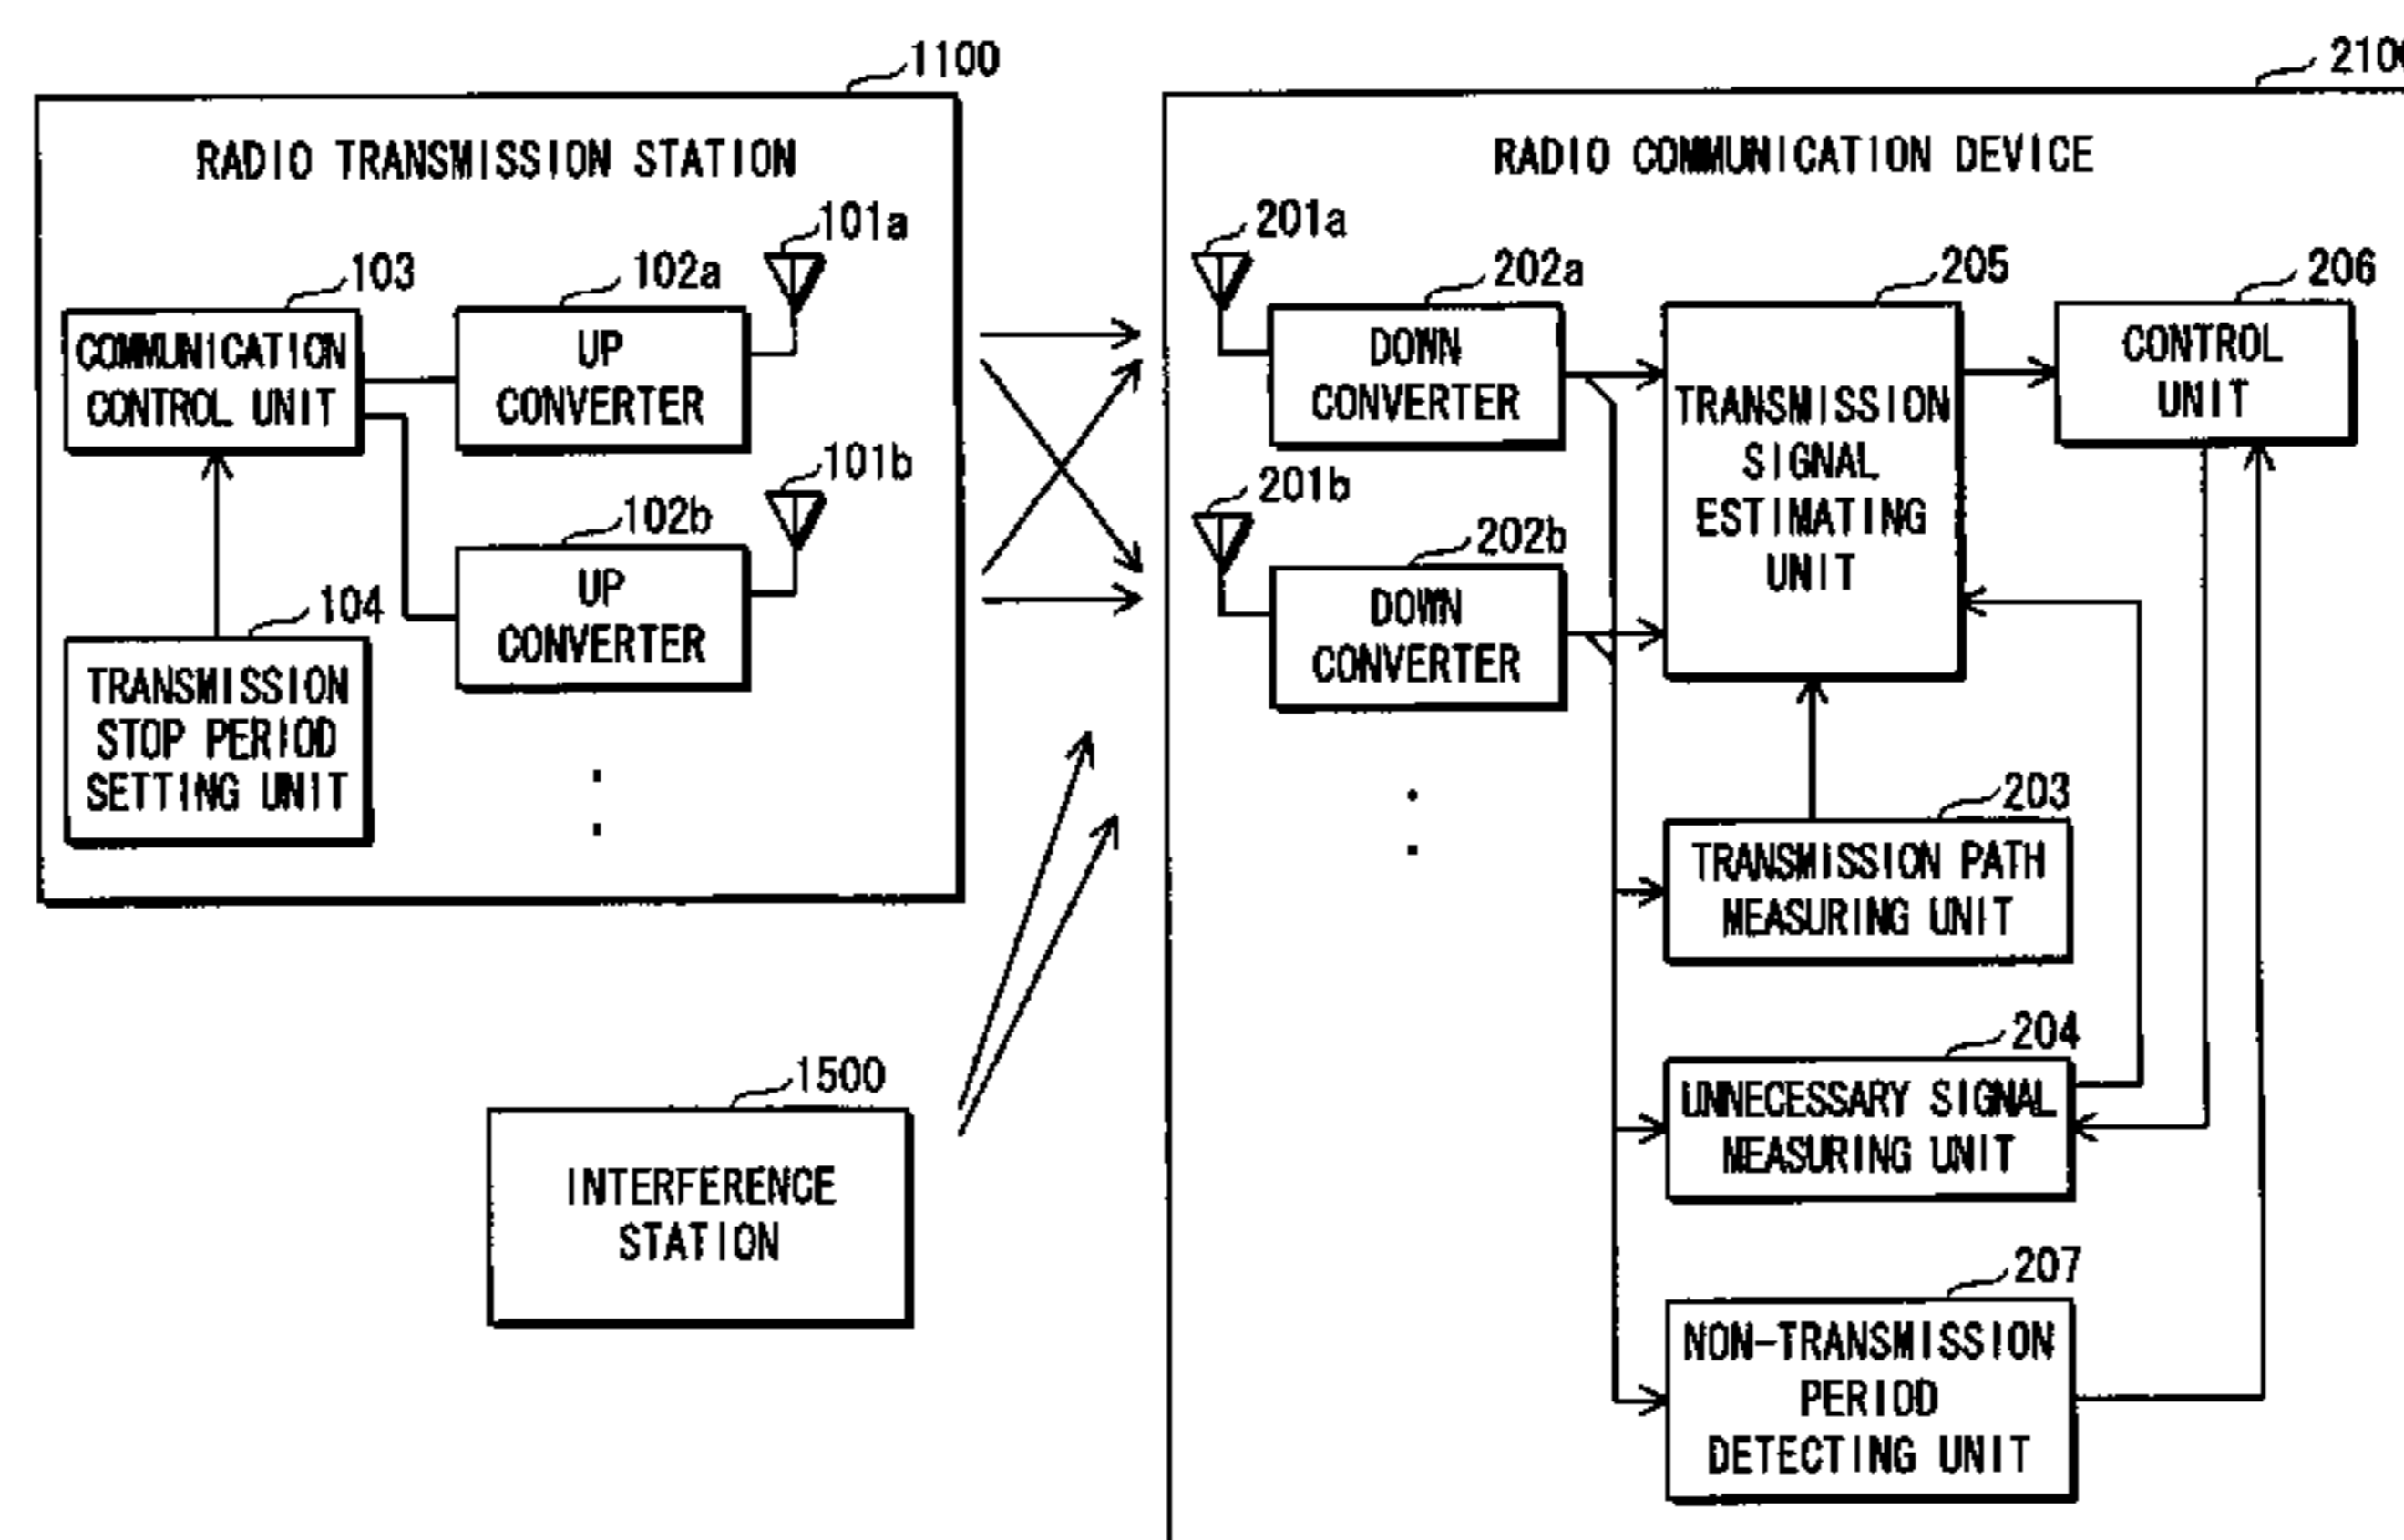 1100
RADIO TRANSMISSION STATION
101a
103
102a
COMMUNICATION
CONTROL UNIT
UP
CONVERTER
101b
102b
104
UP
CONVERTER
TRANSMISSION
STOP PERIOD
SETTING UNIT
1500
INTERFERENCE
STATION
RADIO COMMUNICATION DEVICE
201a
202a
205
206
DOWN
CONVERTER
TRANSMISSION
SIGNAL
ESTIMATING
UNIT
CONTROL
UNIT
201b
202b
DOWN
CONVERTER
203
TRANSMISSION PATH
MEASURING UNIT
204
UNNECESSARY SIGNAL
MEASURING UNIT
207
NON-TRANSMISSION
PERIOD
DETECTING UNIT